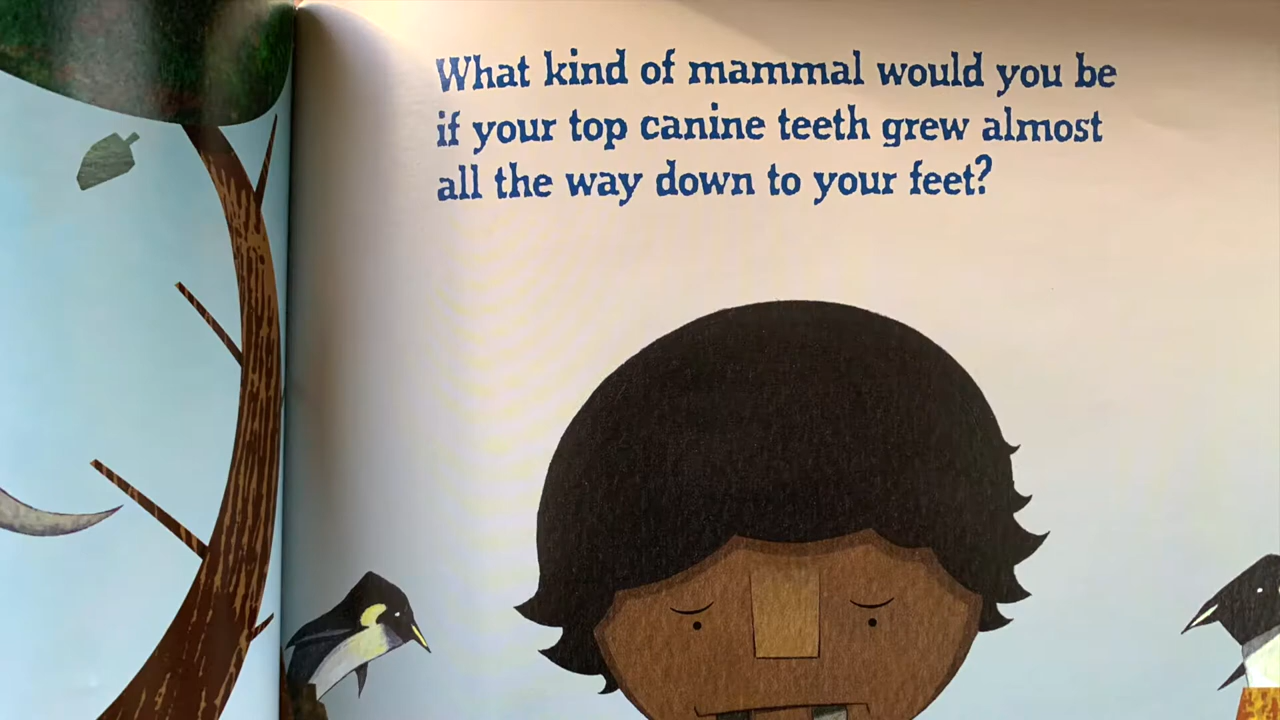 What kind of mammal would you be
if your top canine teeth grew almost
all the way down to your feet?